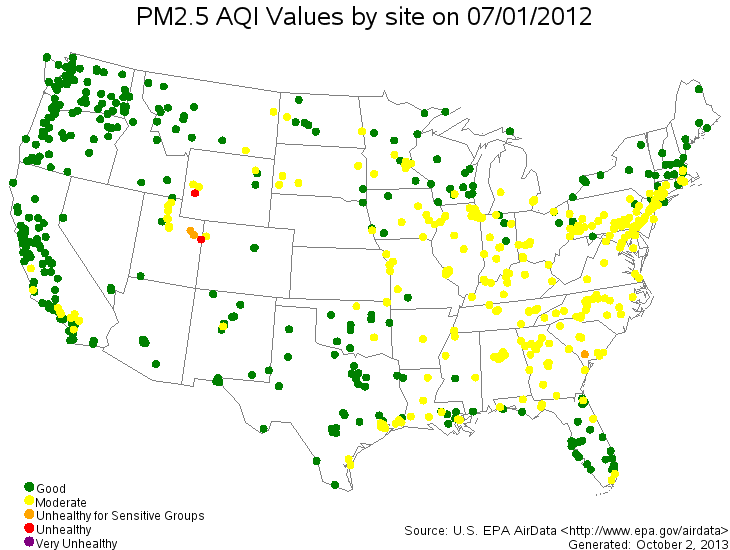 PM2.5 AQI Values by site on 07/01/2012
Good
Moderate
Unhealthy for Sensitive Groups
Unhealthy
Very Unhealthy
Source: U.S. EPA AirData <http://www.epa.gov/airdata>
Generated: October 2, 2013